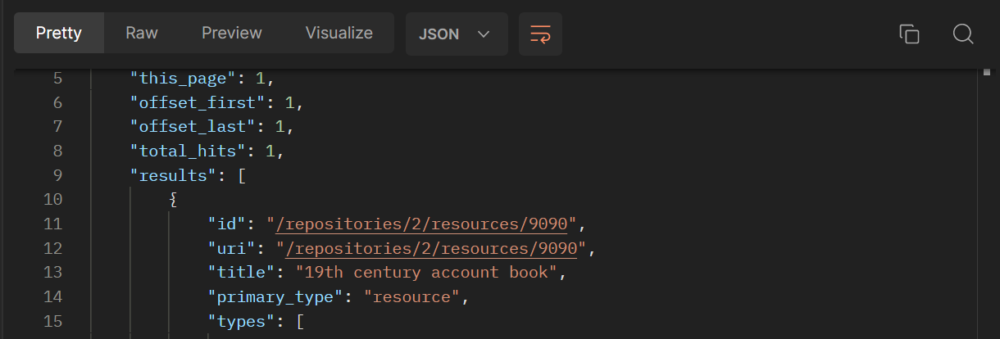 Pretty Raw Preview Visualize JSON
5 "this_page": 1,
6 "offset_first": 1,
7 "offset_last": 1,
8 "total_hits": 1,
9 "results": [
10 {
11 "id": "/repositories/2/resources/9090",
12 "uri": "/repositories/2/resources/9090",
13 "title": "19th century account book",
14 "primary_type": "resource",
15 "types": [